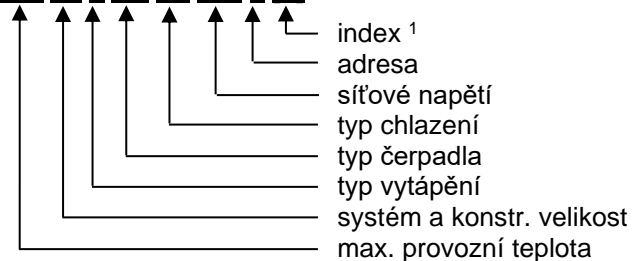 index ¹
adresa
síťové napětí
typ chlazení
typ čerpadla
typ vytápění
systém a konstr. velikost
max. provozní teplota